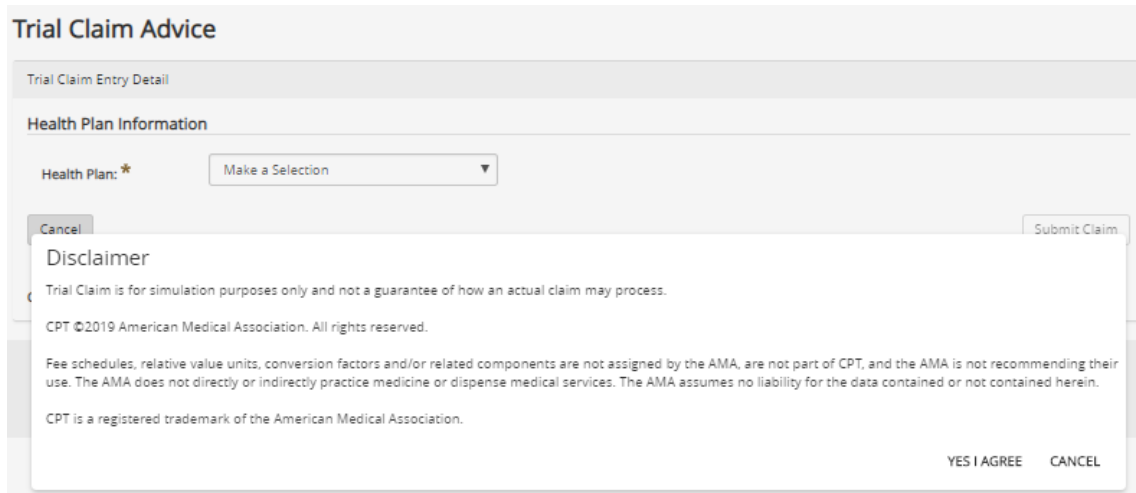 Trial Claim Advice
Trial Claim Entry Detail
Health Plan Information
Health Plan: *
Make a Selection ▼
Cancel
Submit Claim
Disclaimer
Trial Claim is for simulation purposes only and not a guarantee of how an actual claim may process.
CPT ©2019 American Medical Association. All rights reserved.
Fee schedules, relative value units, conversion factors and/or related components are not assigned by the AMA, are not part of CPT, and the AMA is not recommending their
use. The AMA does not directly or indirectly practice medicine or dispense medical services. The AMA assumes no liability for the data contained or not contained herein.
CPT is a registered trademark of the American Medical Association.
YES I AGREE
CANCEL